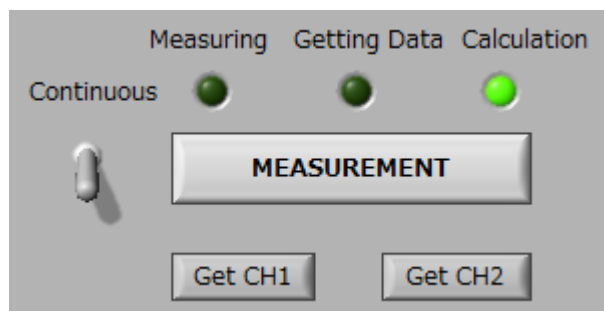 Measuring Getting Data Calculation
Continuous
MEASUREMENT
Get CH1 Get CH2